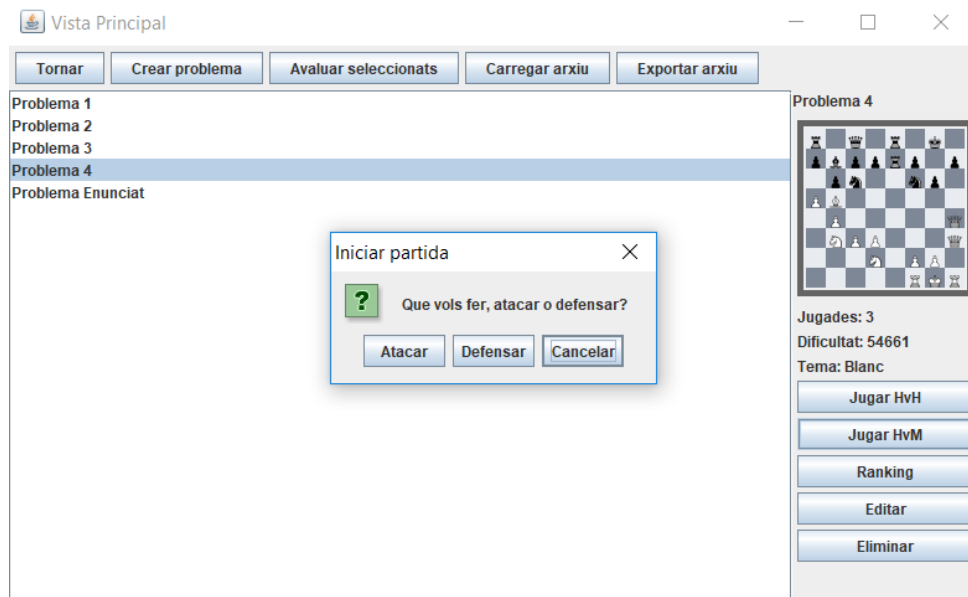 Vista Principal
Tornar Crear problema Avaluar seleccionats Carregar arxiu Exportar arxiu
Problema 1
Problema 2
Problema 3
Problema 4
Problema Enunciat
Iniciar partida
?
Que vols fer, atacar o defensar?
Atacar Defensar Cancelar
Problema 4
Jugades: 3
Dificultat: 54661
Tema: Blanc
Jugar HvH
Jugar HvM
Ranking
Editar
Eliminar